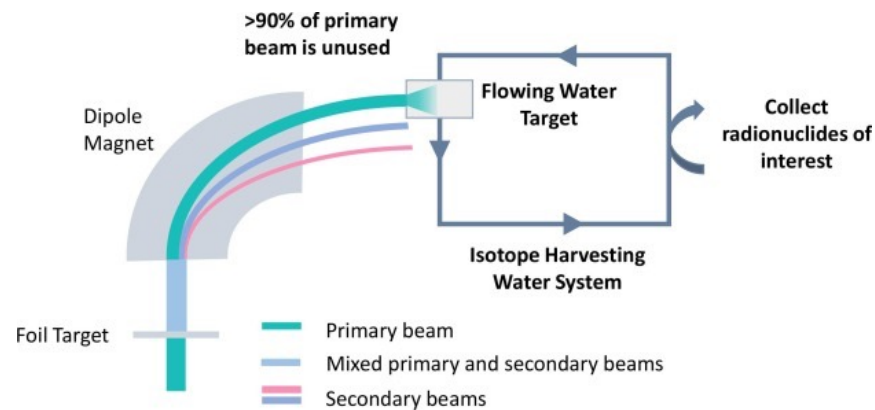 >90% of primary
beam is unused
Dipole
Magnet
Flowing Water
Target
Collect
radionuclides of
interest
Isotope Harvesting
Water System
Foil Target
Primary beam
Mixed primary and secondary beams
Secondary beams